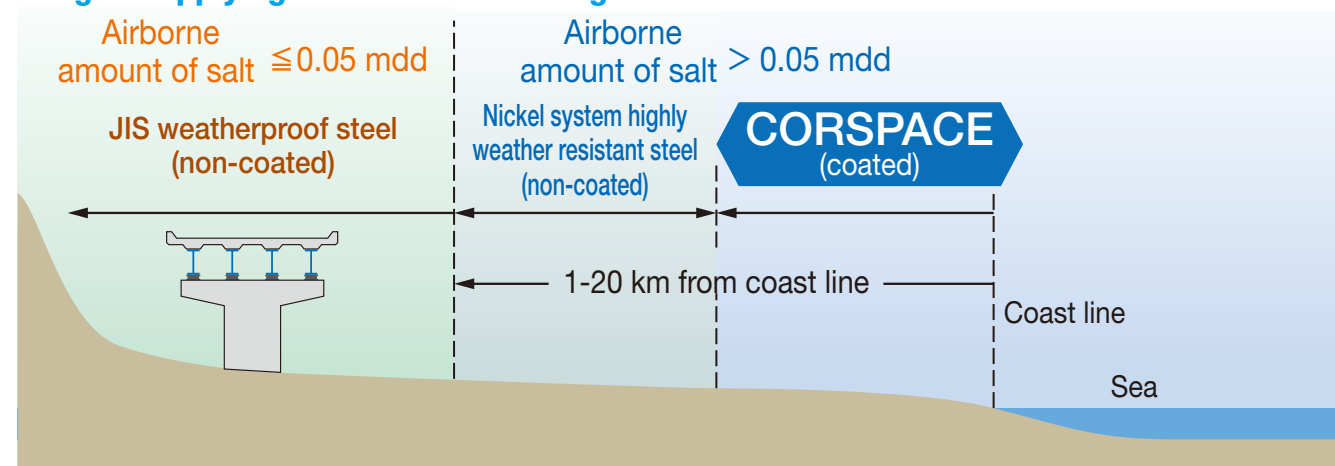 Airborne
amount of salt ≦0.05 mdd
Airborne
amount of salt > 0.05 mdd
JIS weatherproof steel
(non-coated)
Nickel system highly
weather resistant steel
(non-coated)
CORSPACE
(coated)
1-20 km from coast line
Coast line
Sea